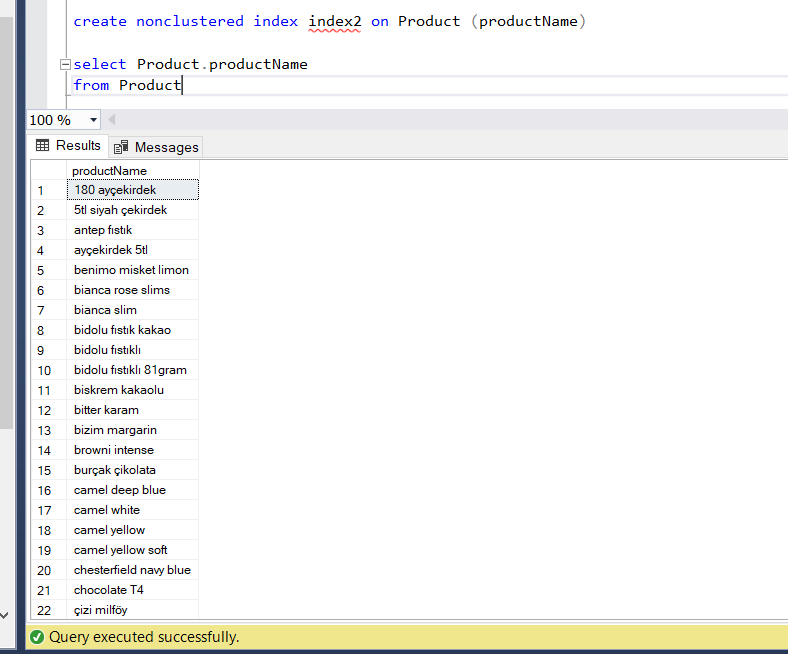 create nonclustered index index2 on Product (productName)
select Product.productName
from Product
100 %
Results Messages
productName
1 180 ayçekirdek
2 5tl siyah çekirdek
3 antep fıstık
4 ayçekirdek 5tl
5 benimo misket limon
6 bianca rose slims
7 bianca slim
8 bidolu fıstık kakao
9 bidolu fıstıklı
10 bidolu fıstıklı 81gram
11 biskrem kakaolu
12 bitter karam
13 bizim margarin
14 browni intense
15 burçak çikolata
16 camel deep blue
17 camel white
18 camel yellow
19 camel yellow soft
20 chesterfield navy blue
21 chocolate T4
22 çizi milföy
Query executed successfully.